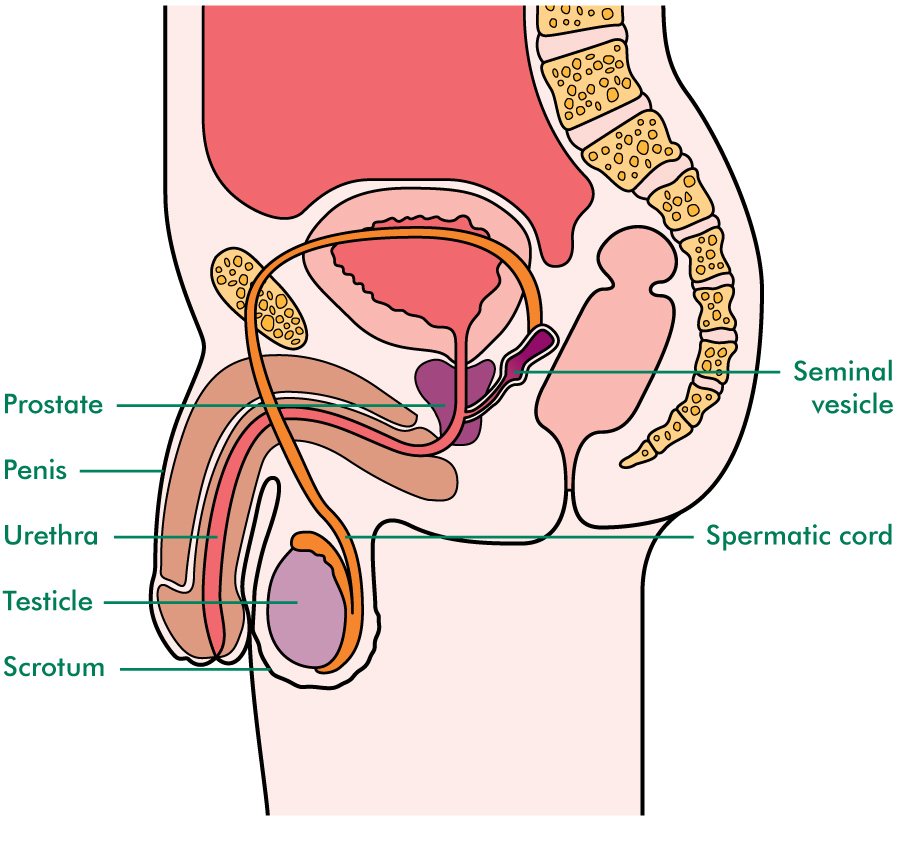 Prostate
Penis
Urethra
Testicle
Scrotum
Seminal
vesicle
Spermatic cord